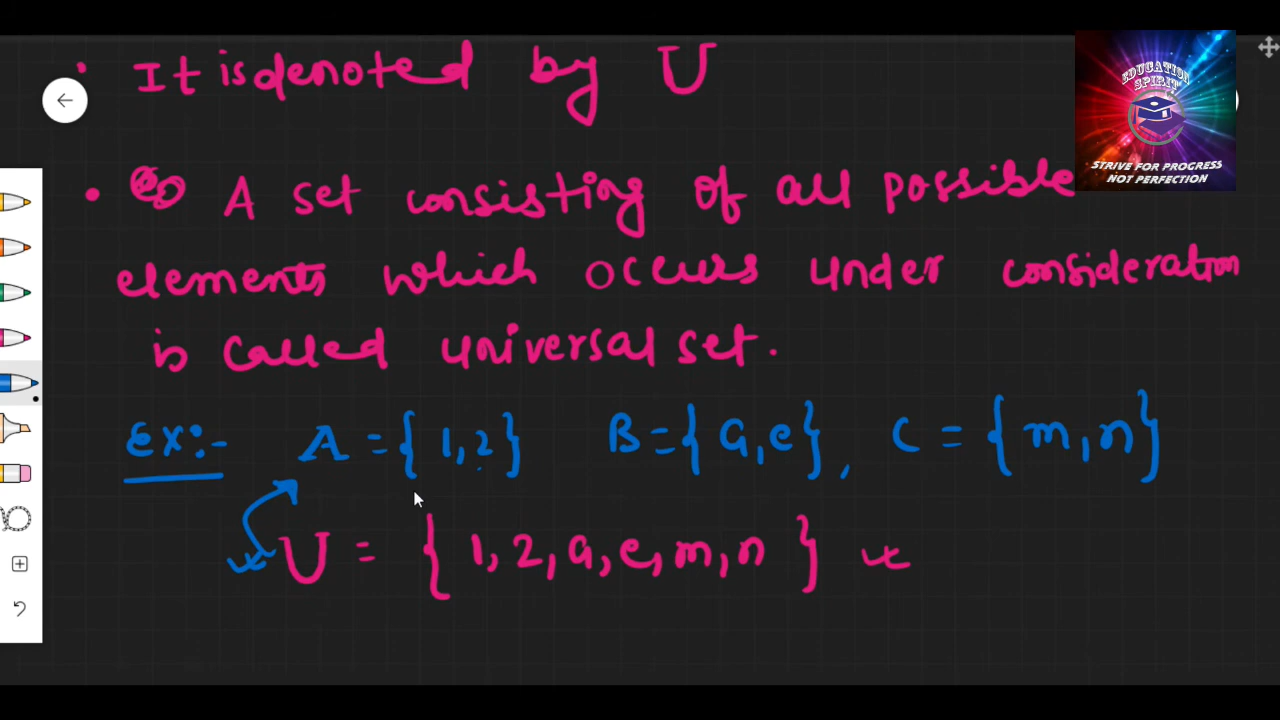 • It is denoted by U
EDUCATION
SPIRIT
STRIVE FOR PROGRESS
NOT PERFECTION
• A set consisting of all possible
elements which occurs under consideration
is called universal set.
Ex:- A = {1,2} B = {a,e}, C = {m,n}
U = {1,2,a,e,m,n}